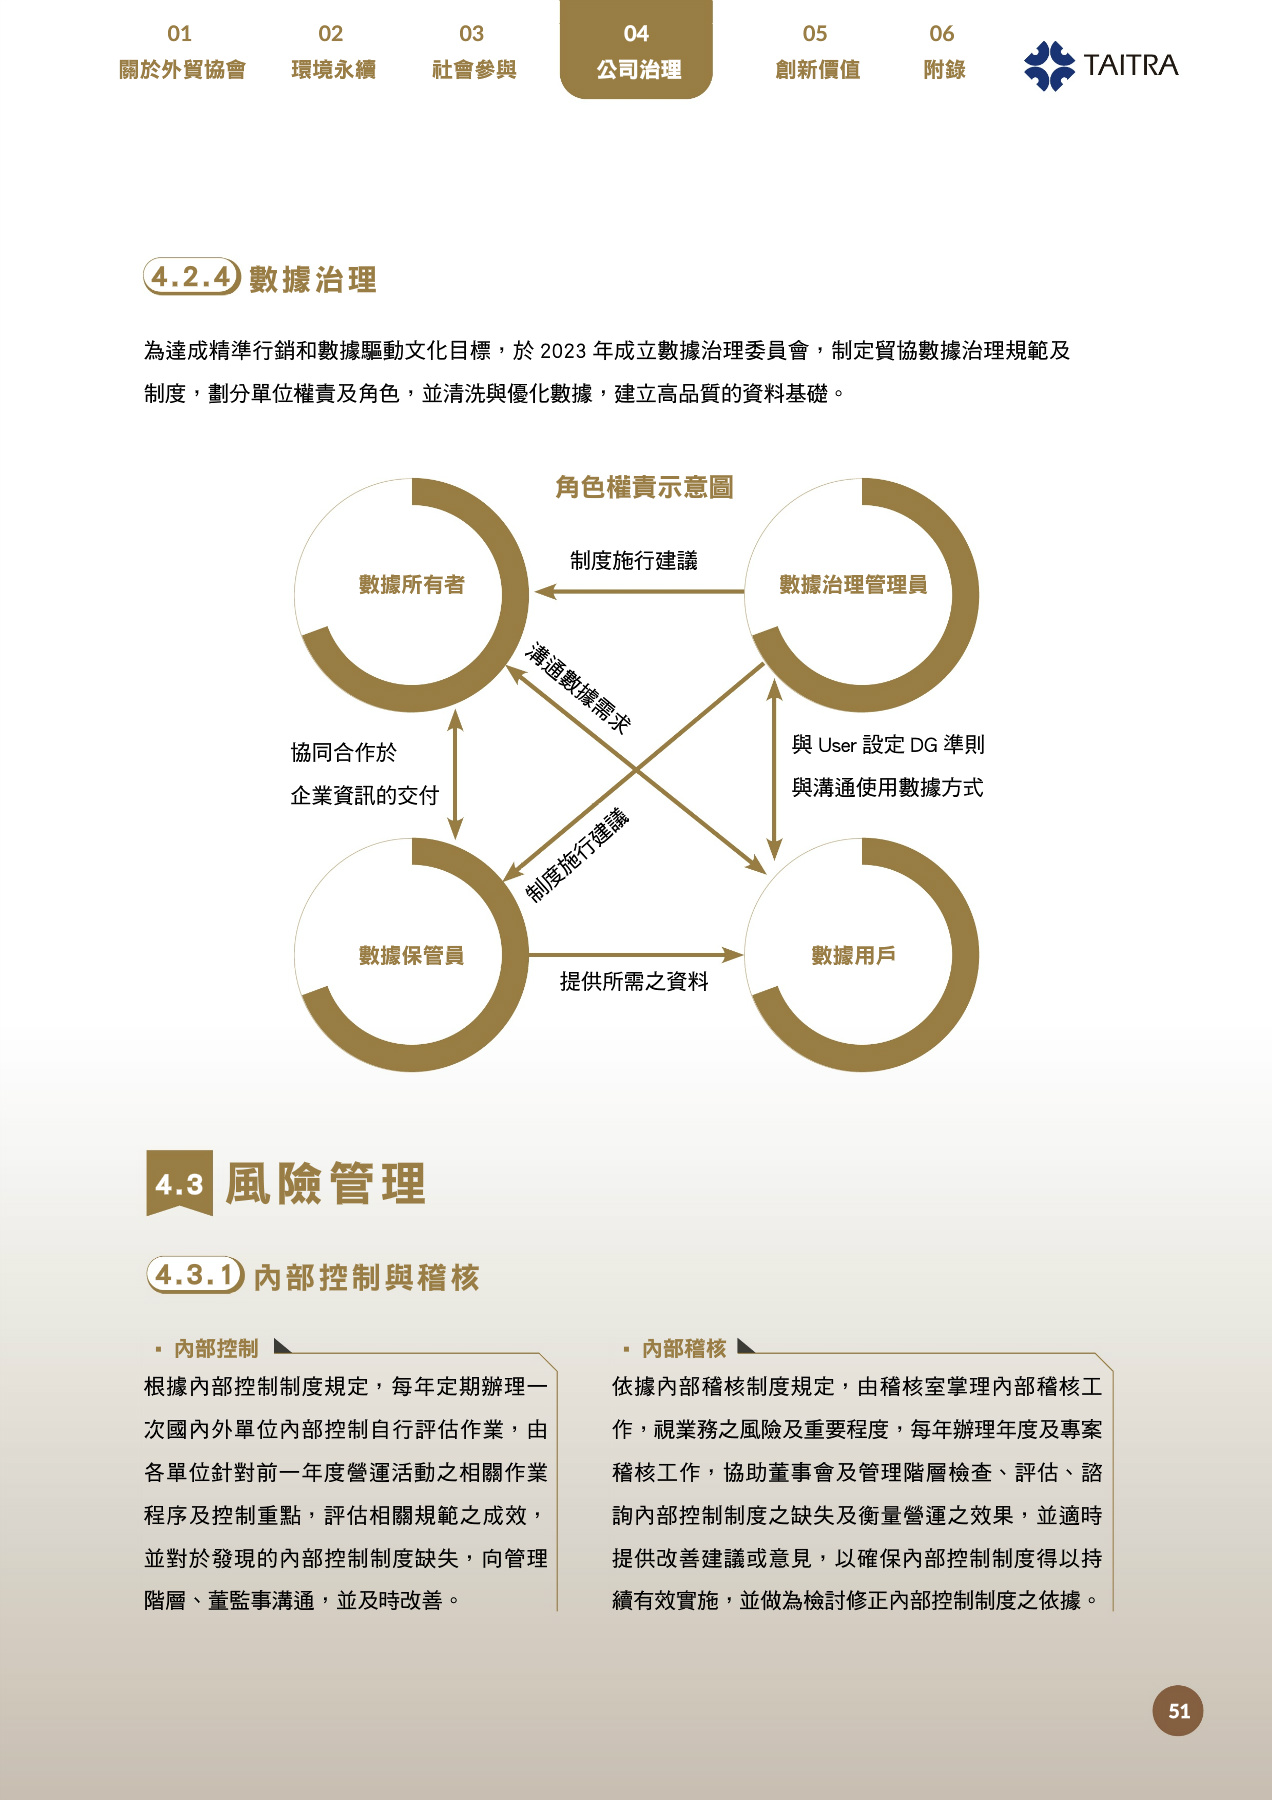 01
關於外貿協會
02
環境永續
03
社會參與
04
公司治理
05
創新價值
06
附錄
TAITRA
4.2.4 數據治理
為達成精準行銷和數據驅動文化目標，於 2023 年成立數據治理委員會，制定貿協數據治理規範及
制度，劃分單位權責及角色，並清洗與優化數據，建立高品質的資料基礎。
角色權責示意圖
數據所有者
制度施行建議
數據治理管理員
溝通數據需求
協同合作於
企業資訊的交付
與 User 設定 DG 準則
與溝通使用數據方式
制度施行建議
數據保管員
提供所需之資料
數據用戶
4.3 風險管理
4.3.1 內部控制與稽核
▪ 內部控制
根據內部控制制度規定，每年定期辦理一
次國內外單位內部控制自行評估作業，由
各單位針對前一年度營運活動之相關作業
程序及控制重點，評估相關規範之成效，
並對於發現的內部控制制度缺失，向管理
階層、董監事溝通，並及時改善。
▪ 內部稽核
依據內部稽核制度規定，由稽核室掌理內部稽核工
作，視業務之風險及重要程度，每年辦理年度及專案
稽核工作，協助董事會及管理階層檢查、評估、諮
詢內部控制制度之缺失及衡量營運之效果，並適時
提供改善建議或意見，以確保內部控制制度得以持
續有效實施，並做為檢討修正內部控制制度之依據。
51